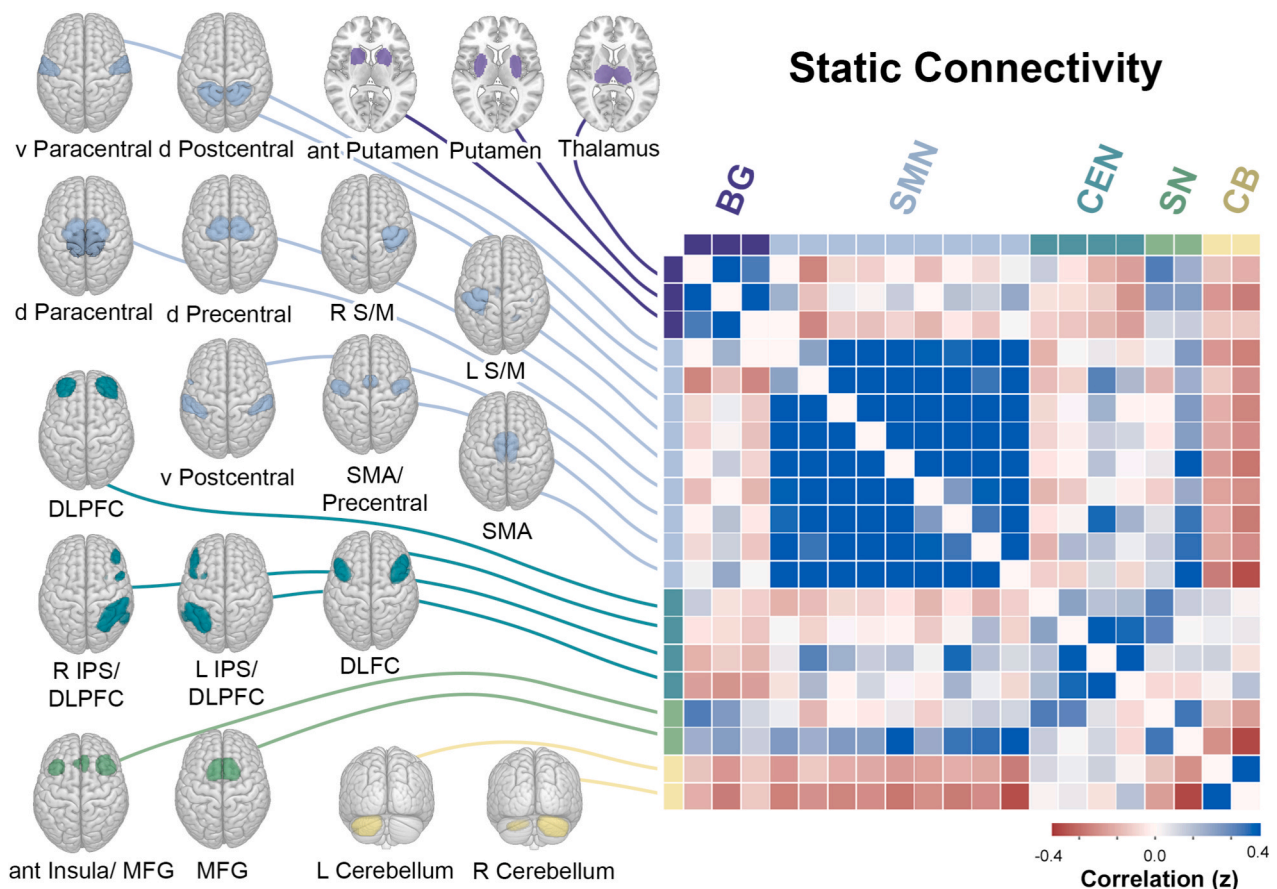 Static Connectivity
v Paracentral
d Postcentral
ant Putamen
Putamen
Thalamus
d Paracentral
d Precentral
R S/M
L S/M
DLPFC
v Postcentral
SMA/
Precentral
SMA
R IPS/
DLPFC
L IPS/
DLPFC
DLFC
ant Insula/ MFG
MFG
L Cerebellum
R Cerebellum
BG
SMN
CEN
SN
CB
-0.4
0.0
0.4
Correlation (z)